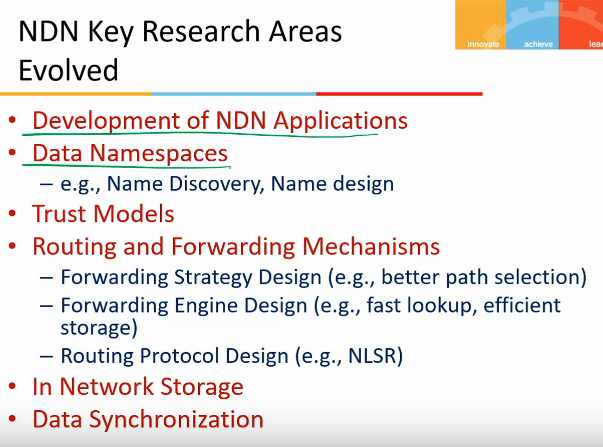 NDN Key Research Areas
Evolved
innovate
achieve
lead
• Development of NDN Applications
• Data Namespaces
– e.g., Name Discovery, Name design
• Trust Models
• Routing and Forwarding Mechanisms
– Forwarding Strategy Design (e.g., better path selection)
– Forwarding Engine Design (e.g., fast lookup, efficient
storage)
– Routing Protocol Design (e.g., NLSR)
• In Network Storage
• Data Synchronization